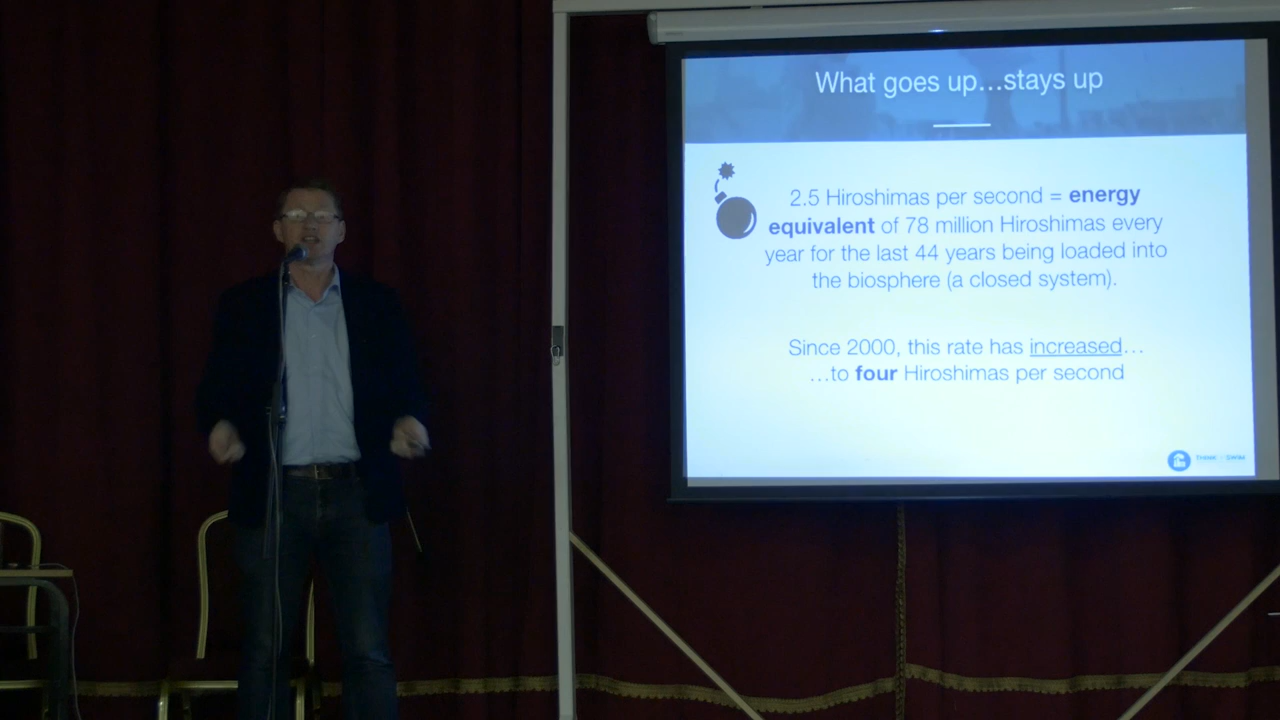 What goes up...stays up
2.5 Hiroshimas per second = energy
equivalent of 78 million Hiroshimas every
year for the last 44 years being loaded into
the biosphere (a closed system).
Since 2000, this rate has increased...
...to four Hiroshimas per second